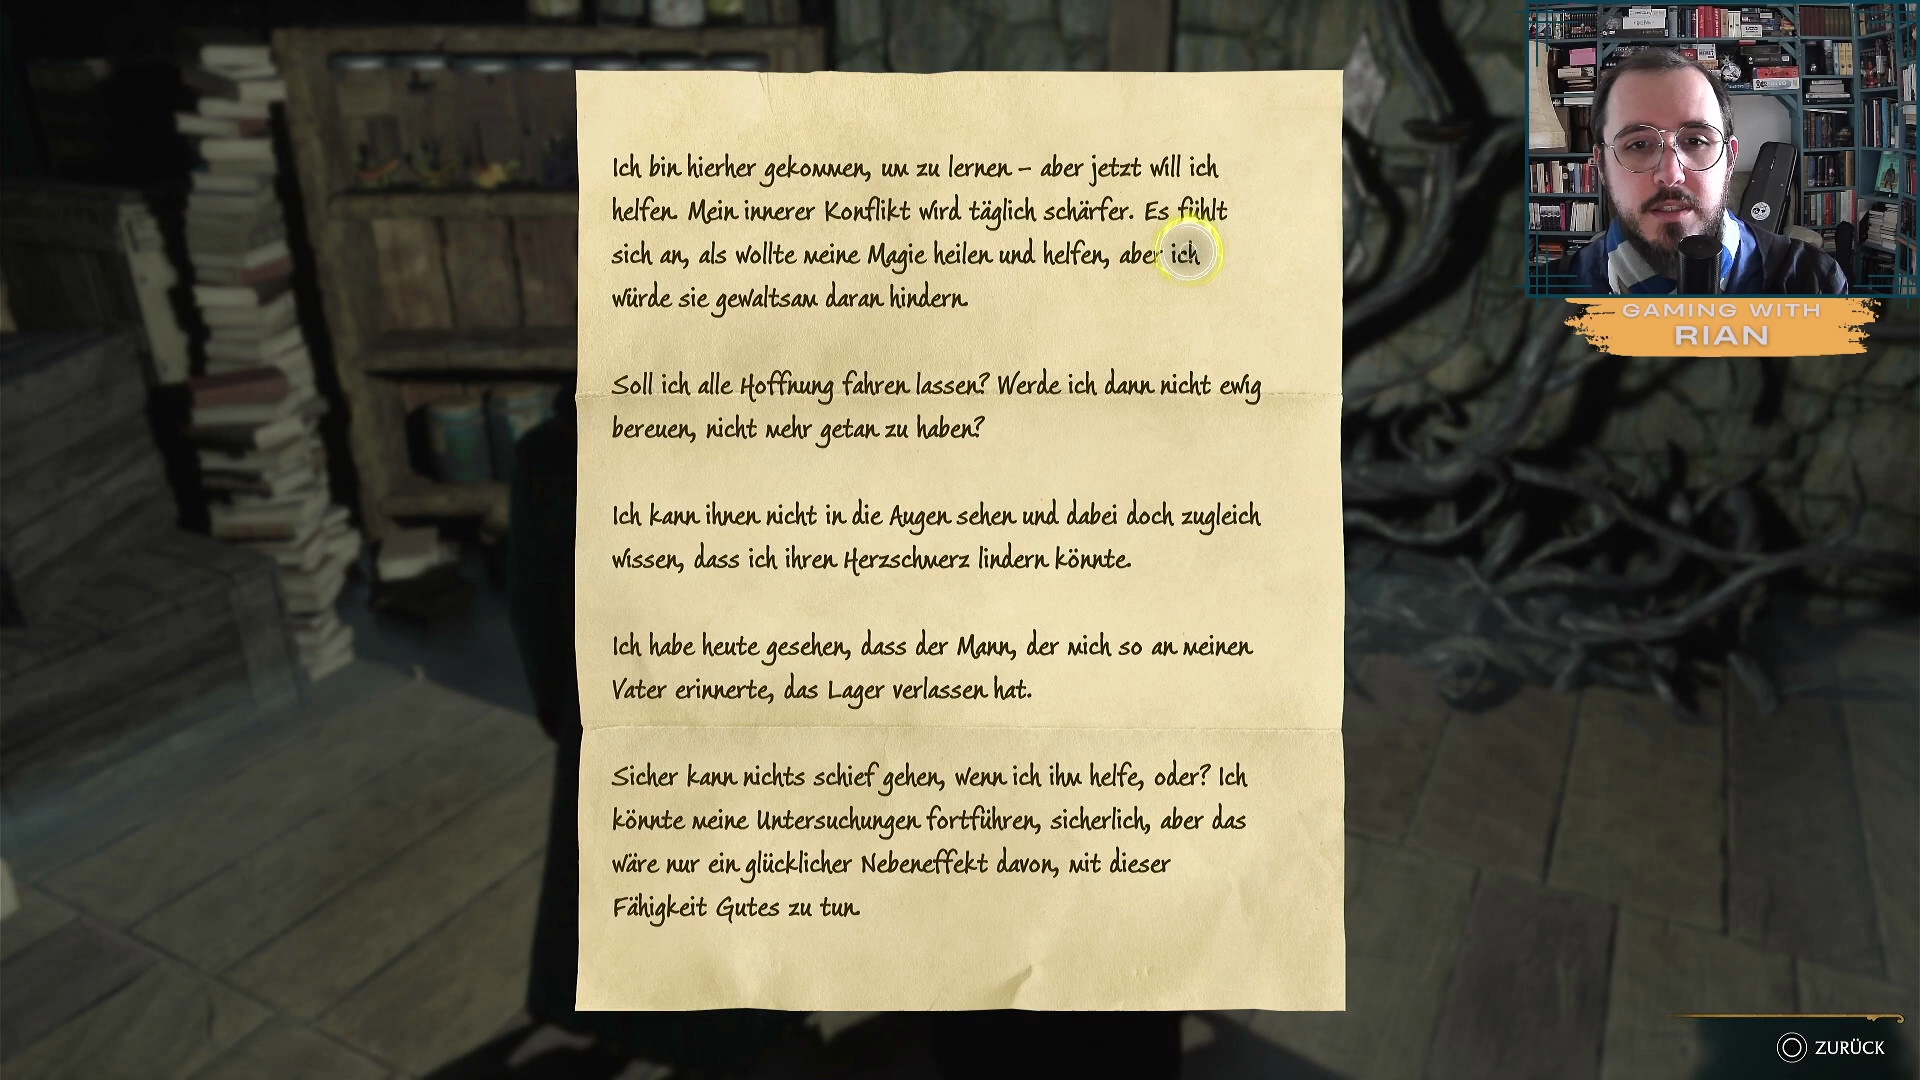 Ich bin hierher gekommen, um zu lernen – aber jetzt will ich
helfen. Mein innerer Konflikt wird täglich schärfer. Es fühlt
sich an, als wollte meine Magie heilen und helfen, aber ich
würde sie gewaltsam daran hindern.
Soll ich alle Hoffnung fahren lassen? Werde ich dann nicht ewig
bereuen, nicht mehr getan zu haben?
Ich kann ihnen nicht in die Augen sehen und dabei doch zugleich
wissen, dass ich ihren Herzschmerz lindern könnte.
Ich habe heute gesehen, dass der Mann, der mich so an meinen
Vater erinnerte, das Lager verlassen hat.
Sicher kann nichts schief gehen, wenn ich ihm helfe, oder? Ich
könnte meine Untersuchungen fortführen, sicherlich, aber das
wäre nur ein glücklicher Nebeneffekt davon, mit dieser
Fähigkeit Gutes zu tun.
GAMING WITH
RIAN
ZURÜCK